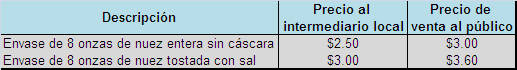 Descripción Precio al intermediario local Precio de venta al público
Envase de 8 onzas de nuez entera sin cáscara $2.50 $3.00
Envase de 8 onzas de nuez tostada con sal $3.00 $3.60